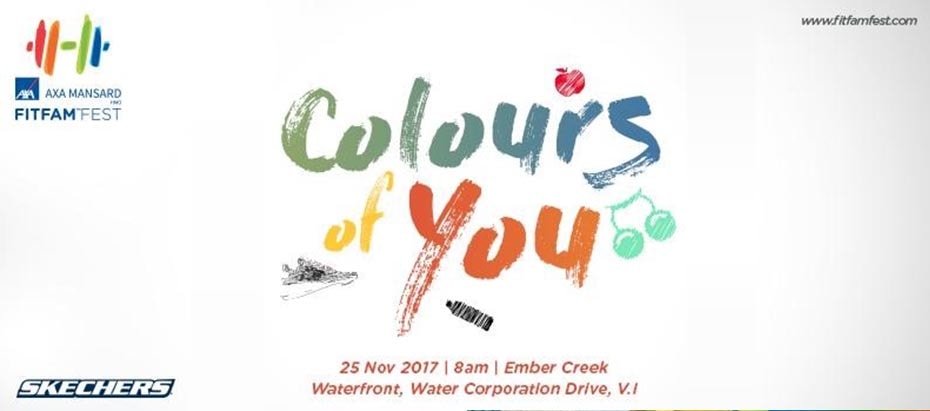 www.fitfamfest.com
AXA MANSARD
HMO
FITFAM FEST
Colours
of You
25 Nov 2017 | 8am | Ember Creek
Waterfront, Water Corporation Drive, V.I
SKECHERS